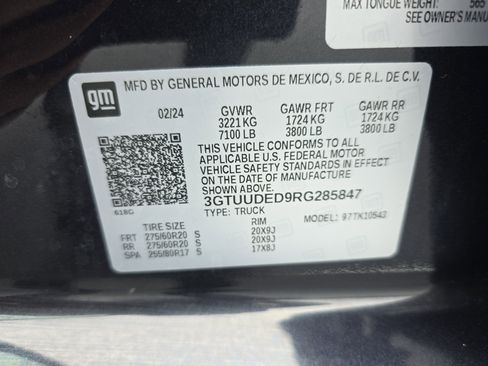 MAX TONGUE WEIGHT: 565
SEE OWNER'S MANU
gm
MFD BY GENERAL MOTORS DE MEXICO, S. DE R.L. DE C.V.
02/24 GVWR GAWR FRT GAWR RR
3221 KG 1724 KG 1724 KG
7100 LB 3800 LB 3800 LB
THIS VEHICLE CONFORMS TO ALL
APPLICABLE U.S. FEDERAL MOTOR
VEHICLE SAFETY STANDARDS IN EFFECT ON
THE DATE OF MANUFACTURE
3GTUUDED9RG285847
618G TYPE: TRUCK MODEL: 97TK10543
TIRE SIZE RIM
FRT 275/60R20 S 20X9J
RR 275/60R20 S 20X9J
SPA 255/80R17 S 17X8J